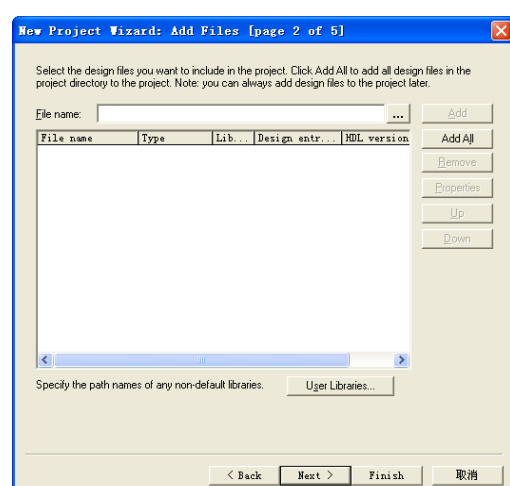 New Project Wizard: Add Files [page 2 of 5]
Select the design files you want to include in the project. Click Add All to add all design files in the
project directory to the project. Note: you can always add design files to the project later.
File name: ... Add
File name Type Lib... Design entr... HDL version
Add All
Remove
Properties
Up
Down
Specify the path names of any non-default libraries. User Libraries...
< Back Next > Finish 取消